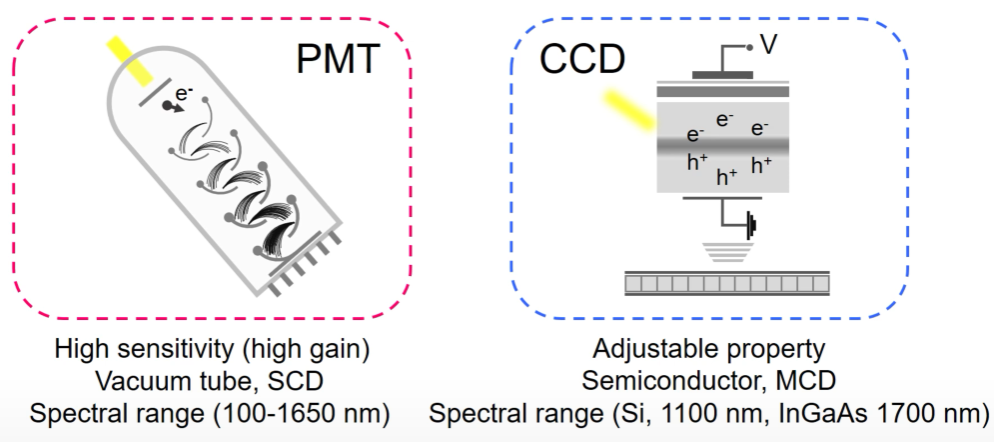 PMT
e-
High sensitivity (high gain)
Vacuum tube, SCD
Spectral range (100-1650 nm)
CCD
V
e- e- e-
h+ h+ h+
Adjustable property
Semiconductor, MCD
Spectral range (Si, 1100 nm, InGaAs 1700 nm)